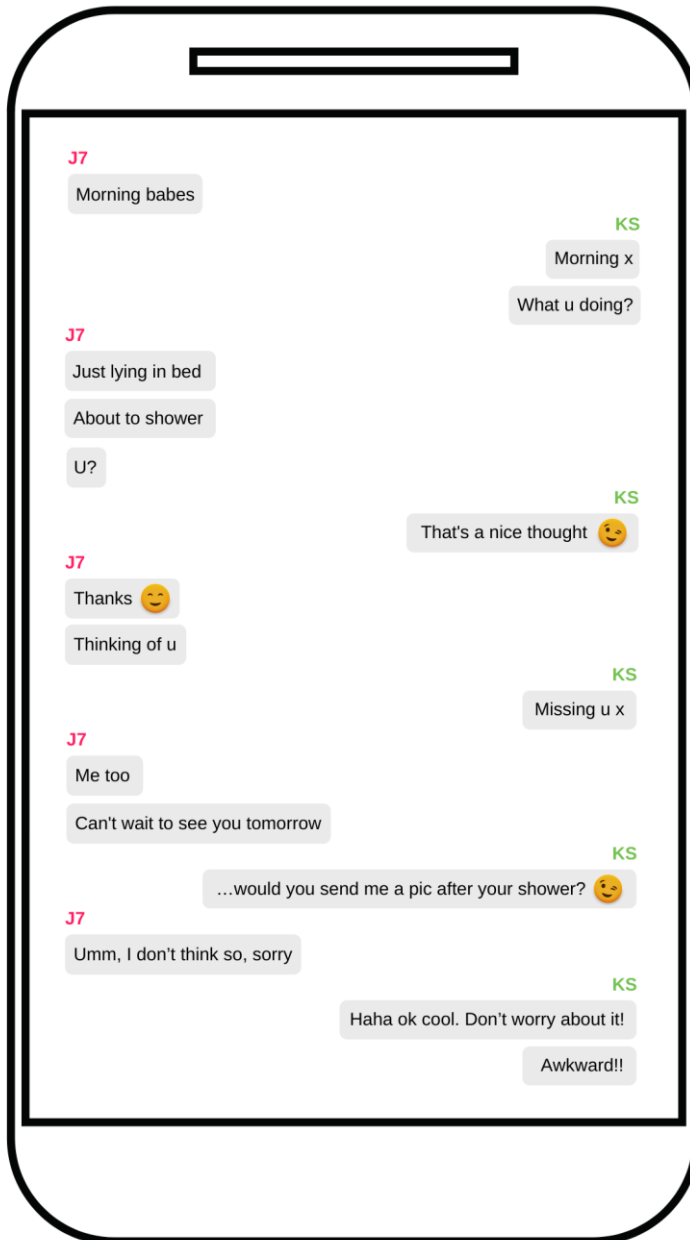 J7
Morning babes
KS
Morning x
What u doing?
J7
Just lying in bed
About to shower
U?
KS
That's a nice thought 😉
J7
Thanks 😊
Thinking of u
KS
Missing u x
J7
Me too
Can't wait to see you tomorrow
KS
…would you send me a pic after your shower? 😉
J7
Umm, I don’t think so, sorry
KS
Haha ok cool. Don’t worry about it!
Awkward!!